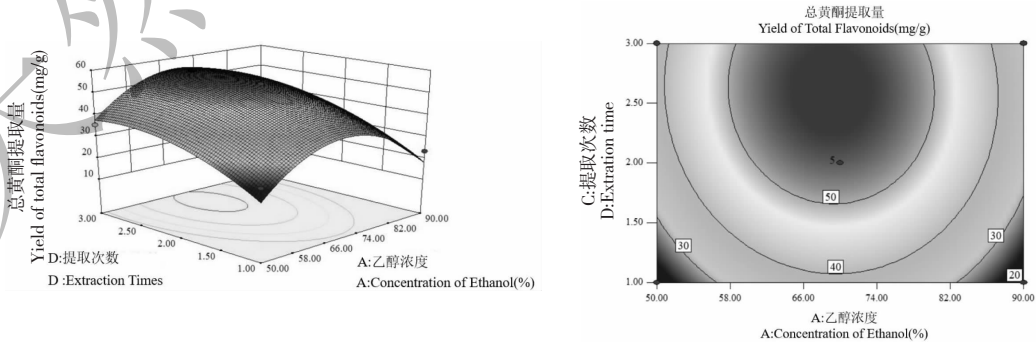 总黄酮提取量
Yield of total flavonoids(mg/g)
60
50
40
30
20
10
3.00
2.50
2.00
1.50
1.00
50.00
58.00
66.00
74.00
82.00
90.00
D:提取次数
D :Extraction Times
A:乙醇浓度
A:Concentration of Ethanol(%)
总黄酮提取量
Yield of Total Flavonoids(mg/g)
C:提取次数
D:Extration time
3.00
2.50
2.00
1.50
1.00
5
50
40
30
30
20
50.00 58.00 66.00 74.00 82.00 90.00
A:乙醇浓度
A:Concentration of Ethanol(%)